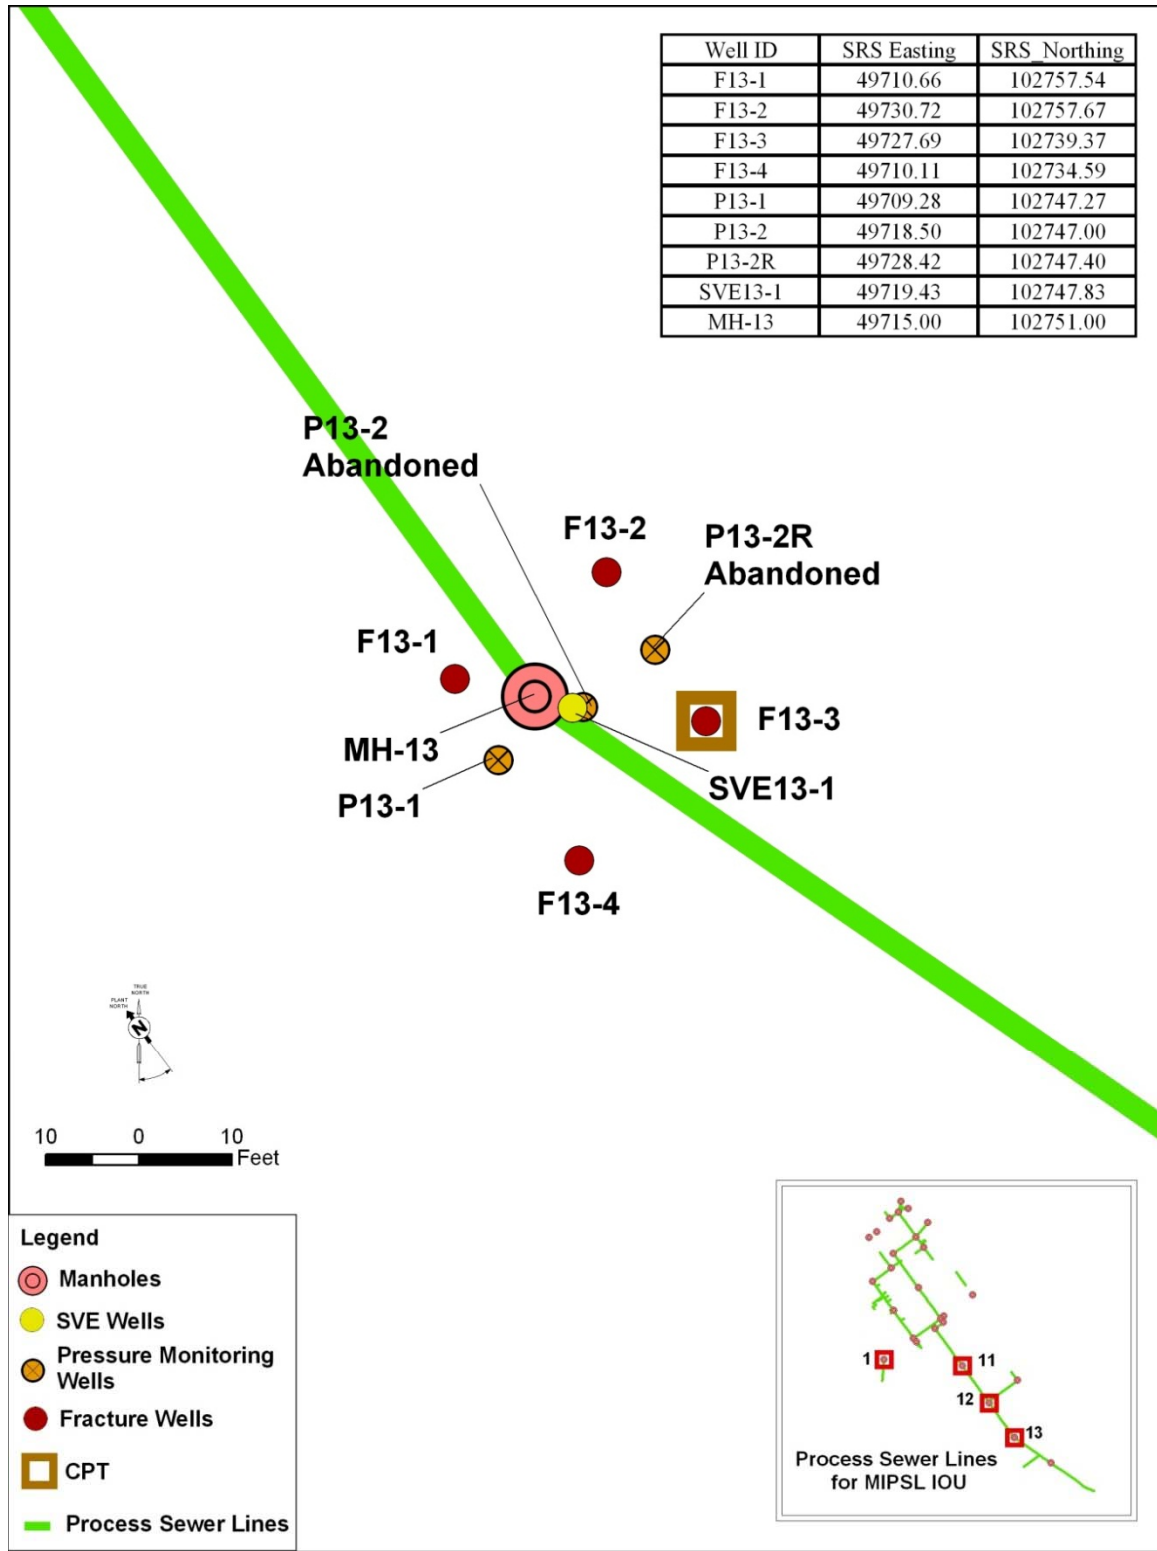 Well ID SRS Easting SRS_Northing
F13-1 49710.66 102757.54
F13-2 49730.72 102757.67
F13-3 49727.69 102739.37
F13-4 49710.11 102734.59
P13-1 49709.28 102747.27
P13-2 49718.50 102747.00
P13-2R 49728.42 102747.40
SVE13-1 49719.43 102747.83
MH-13 49715.00 102751.00
P13-2
Abandoned
F13-2
P13-2R
Abandoned
F13-1
F13-3
MH-13
SVE13-1
P13-1
F13-4
TRUE
NORTH
PLANT
NORTH
N
10 0 10
Feet
Legend
Manholes
SVE Wells
Pressure Monitoring
Wells
Fracture Wells
CPT
Process Sewer Lines
1
11
12
13
Process Sewer Lines
for MIPSL IOU